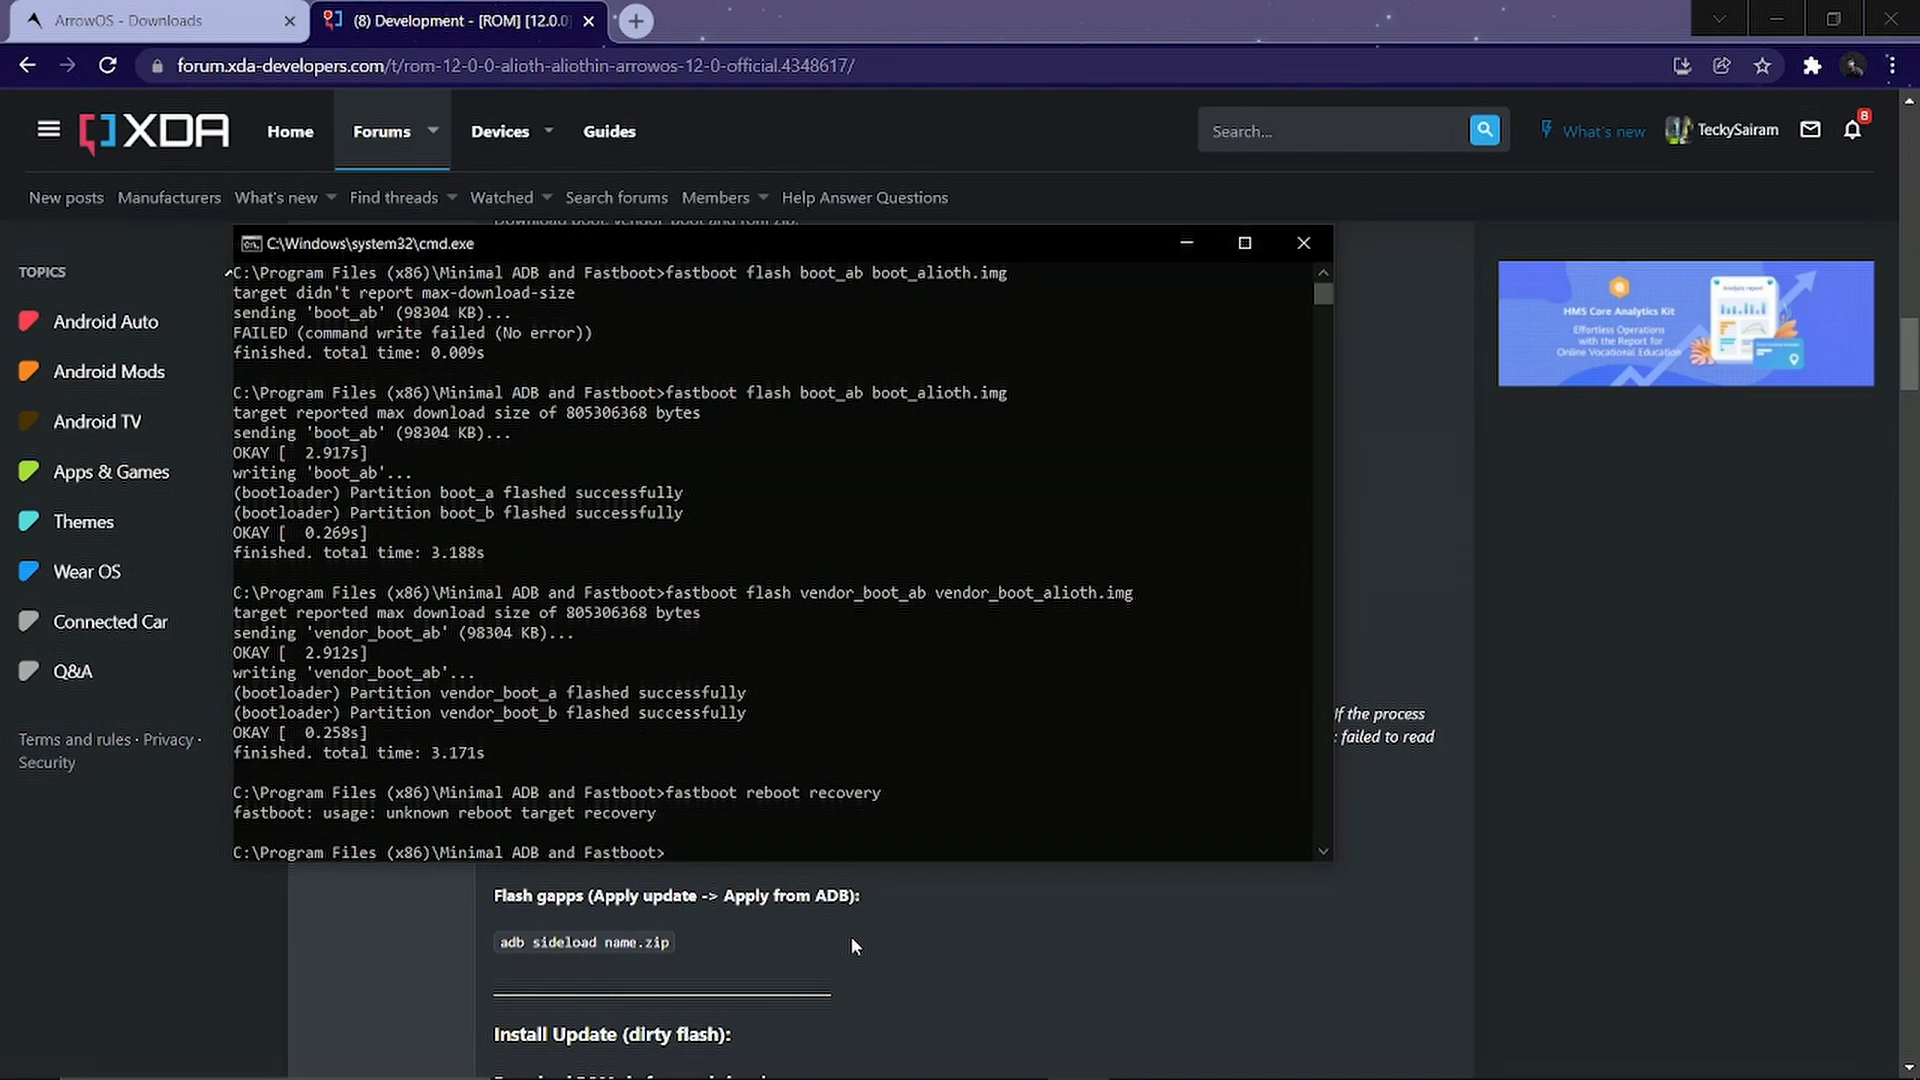 ArrowOS - Downloads
(8) Development - [ROM] [12.0.0]
forum.xda-developers.com/t/rom-12-0-0-alioth-aliothin-arrowos-12-0-official.4348617/
XDA
Home
Forums
Devices
Guides
Search...
What's new
TeckySairam
8
New posts
Manufacturers
What's new
Find threads
Watched
Search forums
Members
Help Answer Questions
C:\Windows\system32\cmd.exe
TOPICS
Android Auto
Android Mods
Android TV
Apps & Games
Themes
Wear OS
Connected Car
Q&A
Terms and rules · Privacy ·
Security
C:\Program Files (x86)\Minimal ADB and Fastboot>fastboot flash boot_ab boot_alioth.img
target didn't report max-download-size
sending 'boot_ab' (98304 KB)...
FAILED (command write failed (No error))
finished. total time: 0.009s
C:\Program Files (x86)\Minimal ADB and Fastboot>fastboot flash boot_ab boot_alioth.img
target reported max download size of 805306368 bytes
sending 'boot_ab' (98304 KB)...
OKAY [  2.917s]
writing 'boot_ab'...
(bootloader) Partition boot_a flashed successfully
(bootloader) Partition boot_b flashed successfully
OKAY [  0.269s]
finished. total time: 3.188s
C:\Program Files (x86)\Minimal ADB and Fastboot>fastboot flash vendor_boot_ab vendor_boot_alioth.img
target reported max download size of 805306368 bytes
sending 'vendor_boot_ab' (98304 KB)...
OKAY [  2.912s]
writing 'vendor_boot_ab'...
(bootloader) Partition vendor_boot_a flashed successfully
(bootloader) Partition vendor_boot_b flashed successfully
OKAY [  0.258s]
finished. total time: 3.171s
C:\Program Files (x86)\Minimal ADB and Fastboot>fastboot reboot recovery
fastboot: usage: unknown reboot target recovery
C:\Program Files (x86)\Minimal ADB and Fastboot>
HMS Core Analytics Kit
Effortless Operations
with the Report for
Online Vocational Education
Analysis report
If the process
: failed to read
Flash gapps (Apply update -> Apply from ADB):
adb sideload name.zip
Install Update (dirty flash):